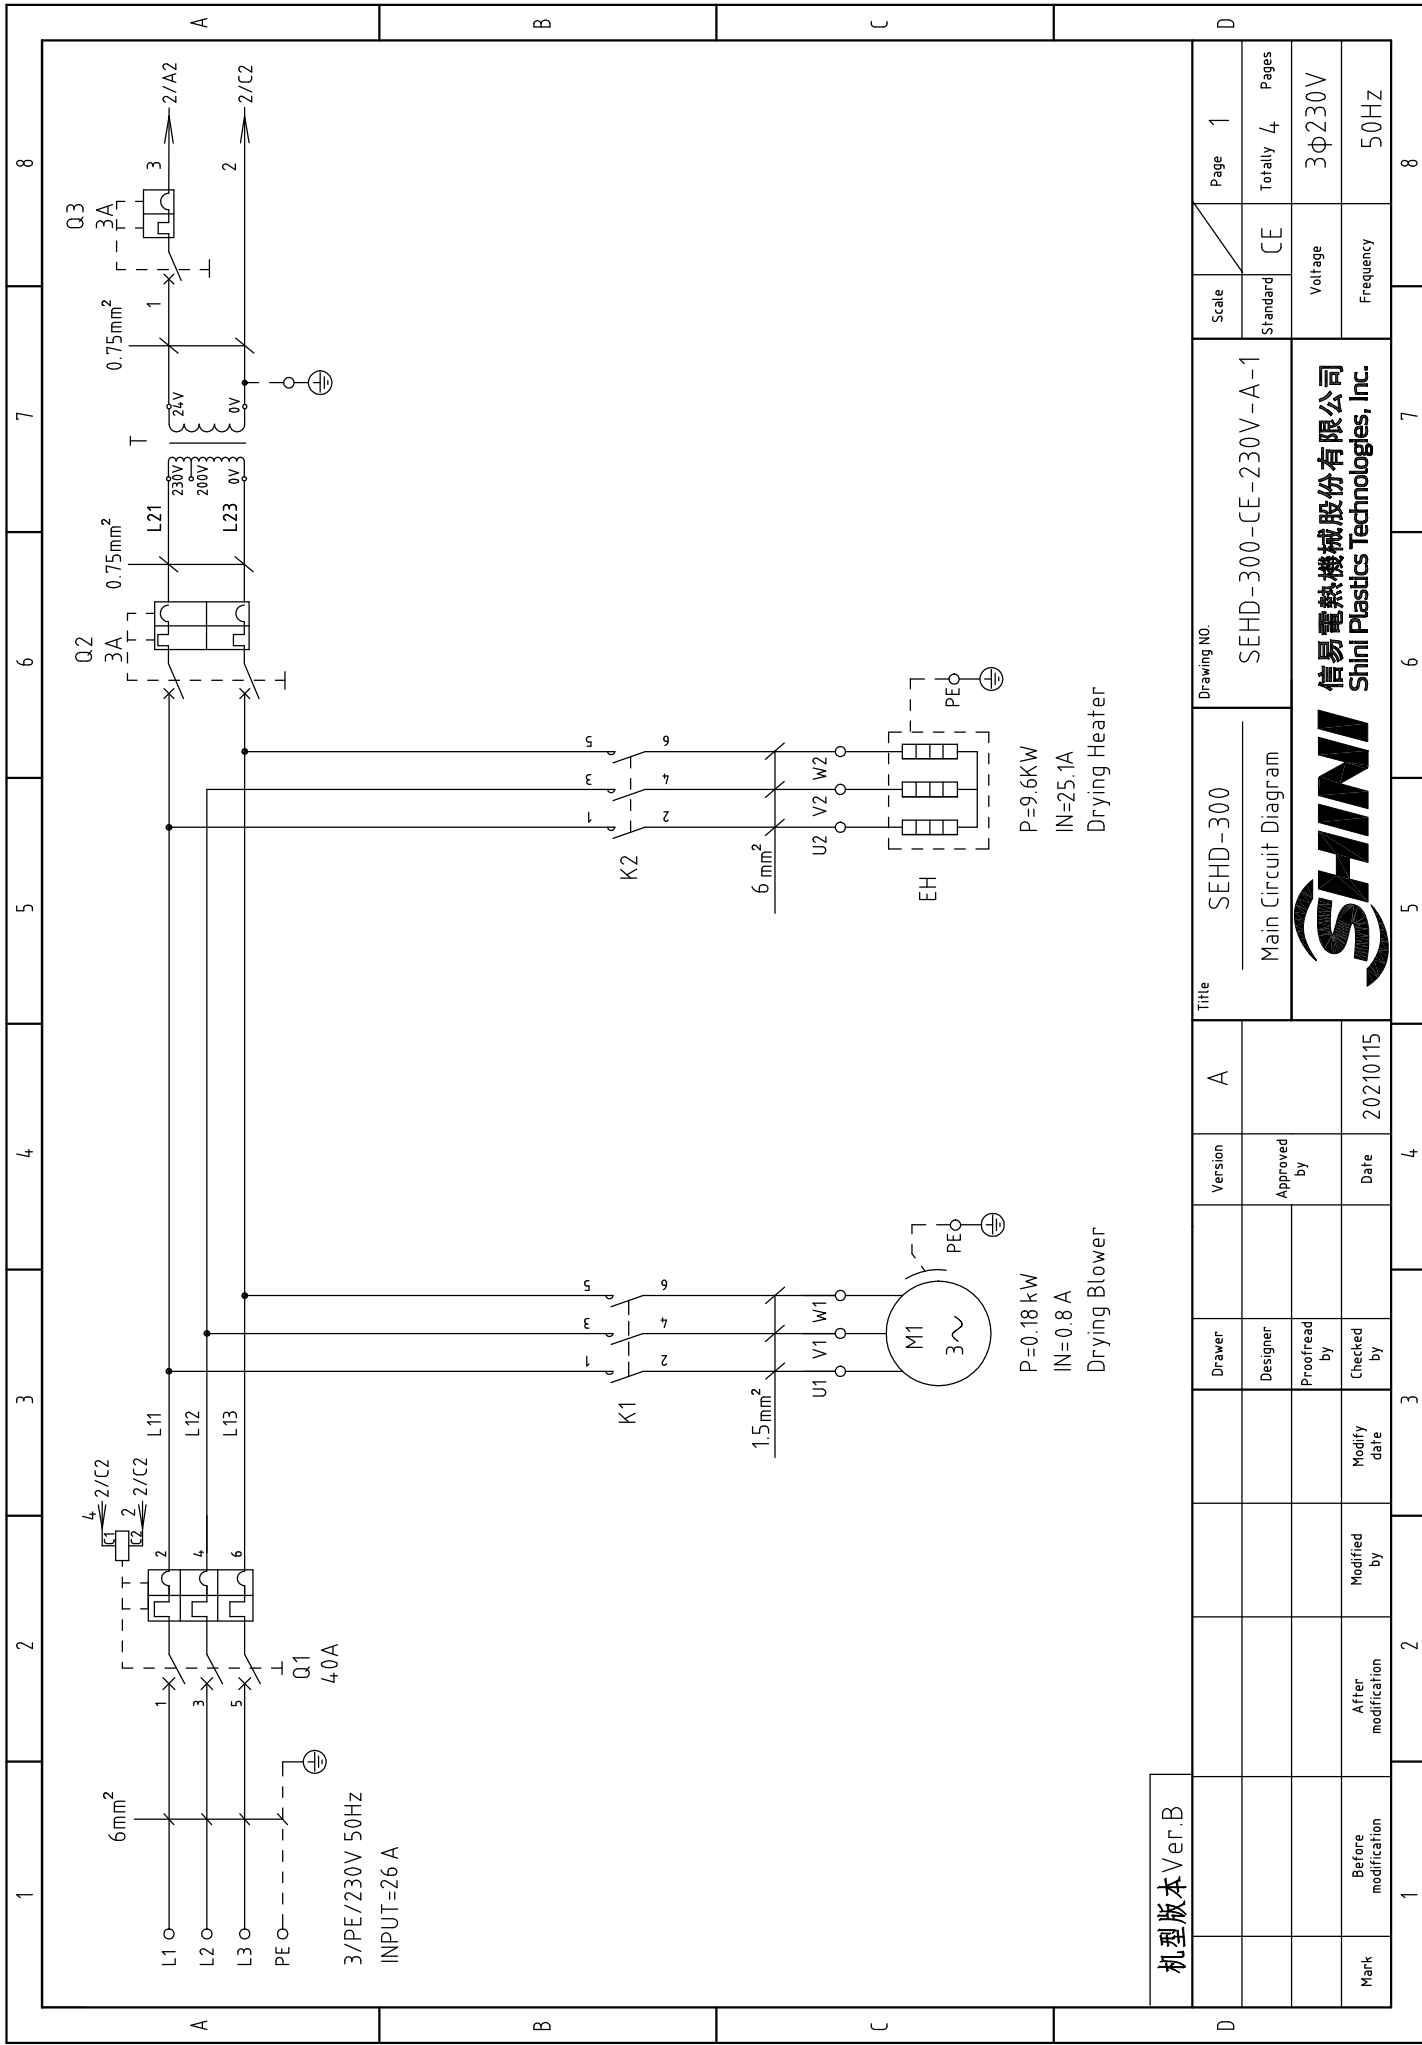 1 2 3 4 5 6 7 8
A
B
C
D
A
B
C
D
1 2 3 4 5 6 7 8
L1
L2
L3
PE
6mm²
3/PE/230V 50Hz
INPUT=26 A
1
3
5
Q1
40A
2
4
6
C1
C2
4
2/C2
2
2/C2
L11
L12
L13
1
3
5
K1
2
4
6
1.5mm²
U1 V1 W1
M1
3~
PE
P=0.18 kW
IN=0.8 A
Drying Blower
1
3
5
K2
2
4
6
6 mm²
U2 V2 W2
EH
PE
P=9.6KW
IN=25.1A
Drying Heater
Q2
3A
0.75mm²
L21
L23
T
230V
200V
0V
24V
0V
0.75mm²
1
Q3
3A
3
2/A2
2
2/C2
机型版本Ver.B
Mark
Before
modification
After
modification
Modified
by
Modify
date
Drawer
Designer
Proofread
by
Checked
by
Version
A
Approved
by
Date
20210115
Title
SEHD-300
Main Circuit Diagram
Drawing NO.
SEHD-300-CE-230V-A-1
SHINI
信易電熱機械股份有限公司
Shini Plastics Technologies, Inc.
Scale
Page 1
Standard
CE
Totally 4 Pages
Voltage
3ϕ230V
Frequency
50Hz